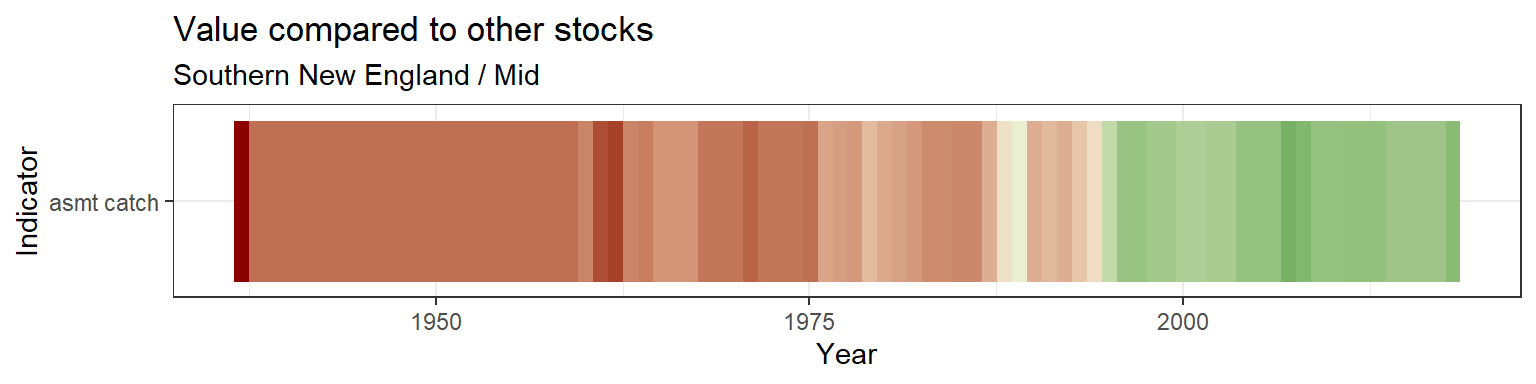 Value compared to other stocks
Southern New England / Mid
Indicator
asmt catch
1950 1975 2000
Year